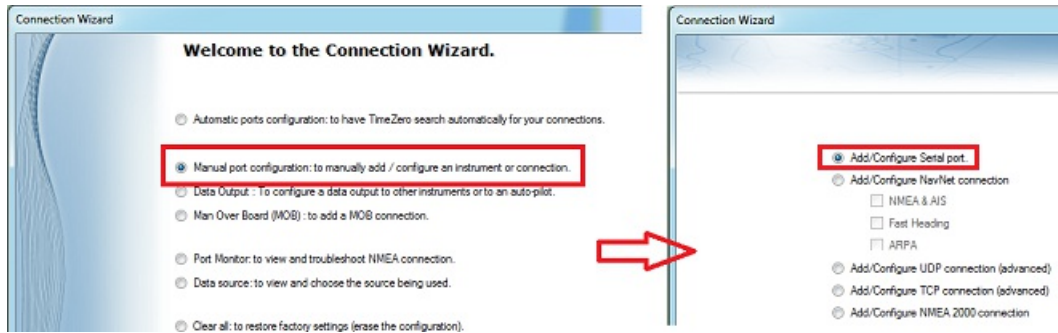 Connection Wizard
Welcome to the Connection Wizard.
Automatic ports configuration: to have TimeZero search automatically for your connections.
Manual port configuration: to manually add / configure an instrument or connection.
Data Output : To configure a data output to other instruments or to an auto-pilot.
Man Over Board (MOB) : to add a MOB connection.
Port Monitor: to view and troubleshoot NMEA connection.
Data source: to view and choose the source being used.
Clear all: to restore factory settings (erase the configuration).
Connection Wizard
Add/Configure Serial port.
Add/Configure NavNet connection
NMEA & AIS
Fast Heading
ARPA
Add/Configure UDP connection (advanced)
Add/Configure TCP connection (advanced)
Add/Configure NMEA 2000 connection